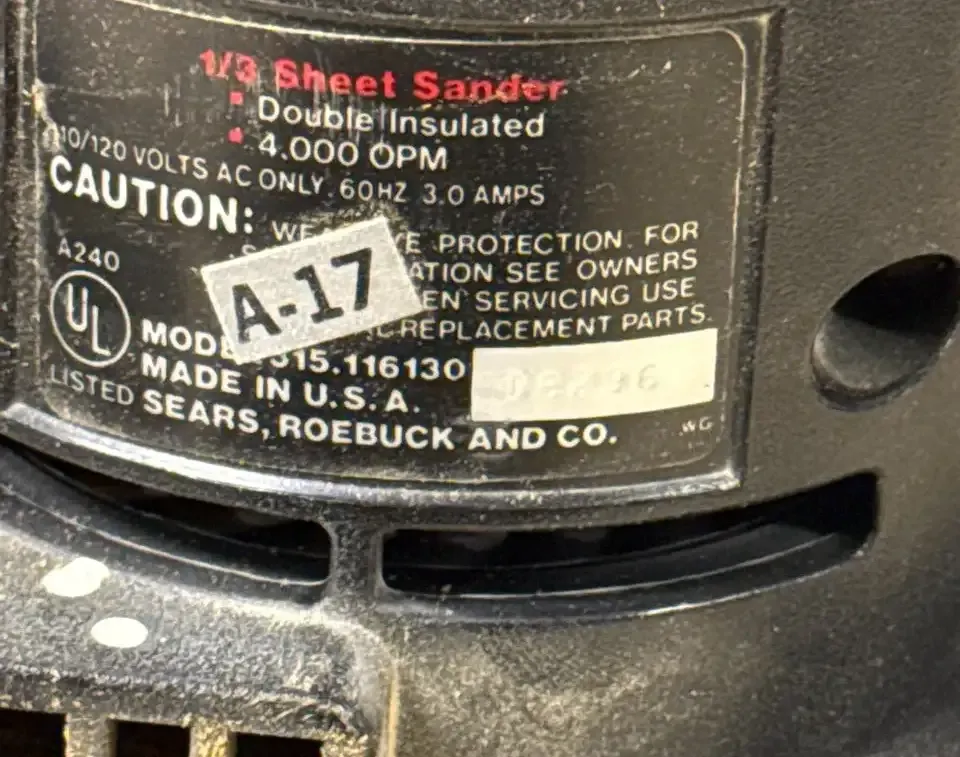 1/3 Sheet Sander
Double Insulated
4,000 OPM
110/120 VOLTS AC ONLY. 60HZ 3.0 AMPS
CAUTION: PROTECTION. FOR
SEE OWNERS
SERVICING USE
REPLACEMENT PARTS.
A240
UL
LISTED
A-17
315.116130
MADE IN U.S.A.
SEARS, ROEBUCK AND CO.
WG